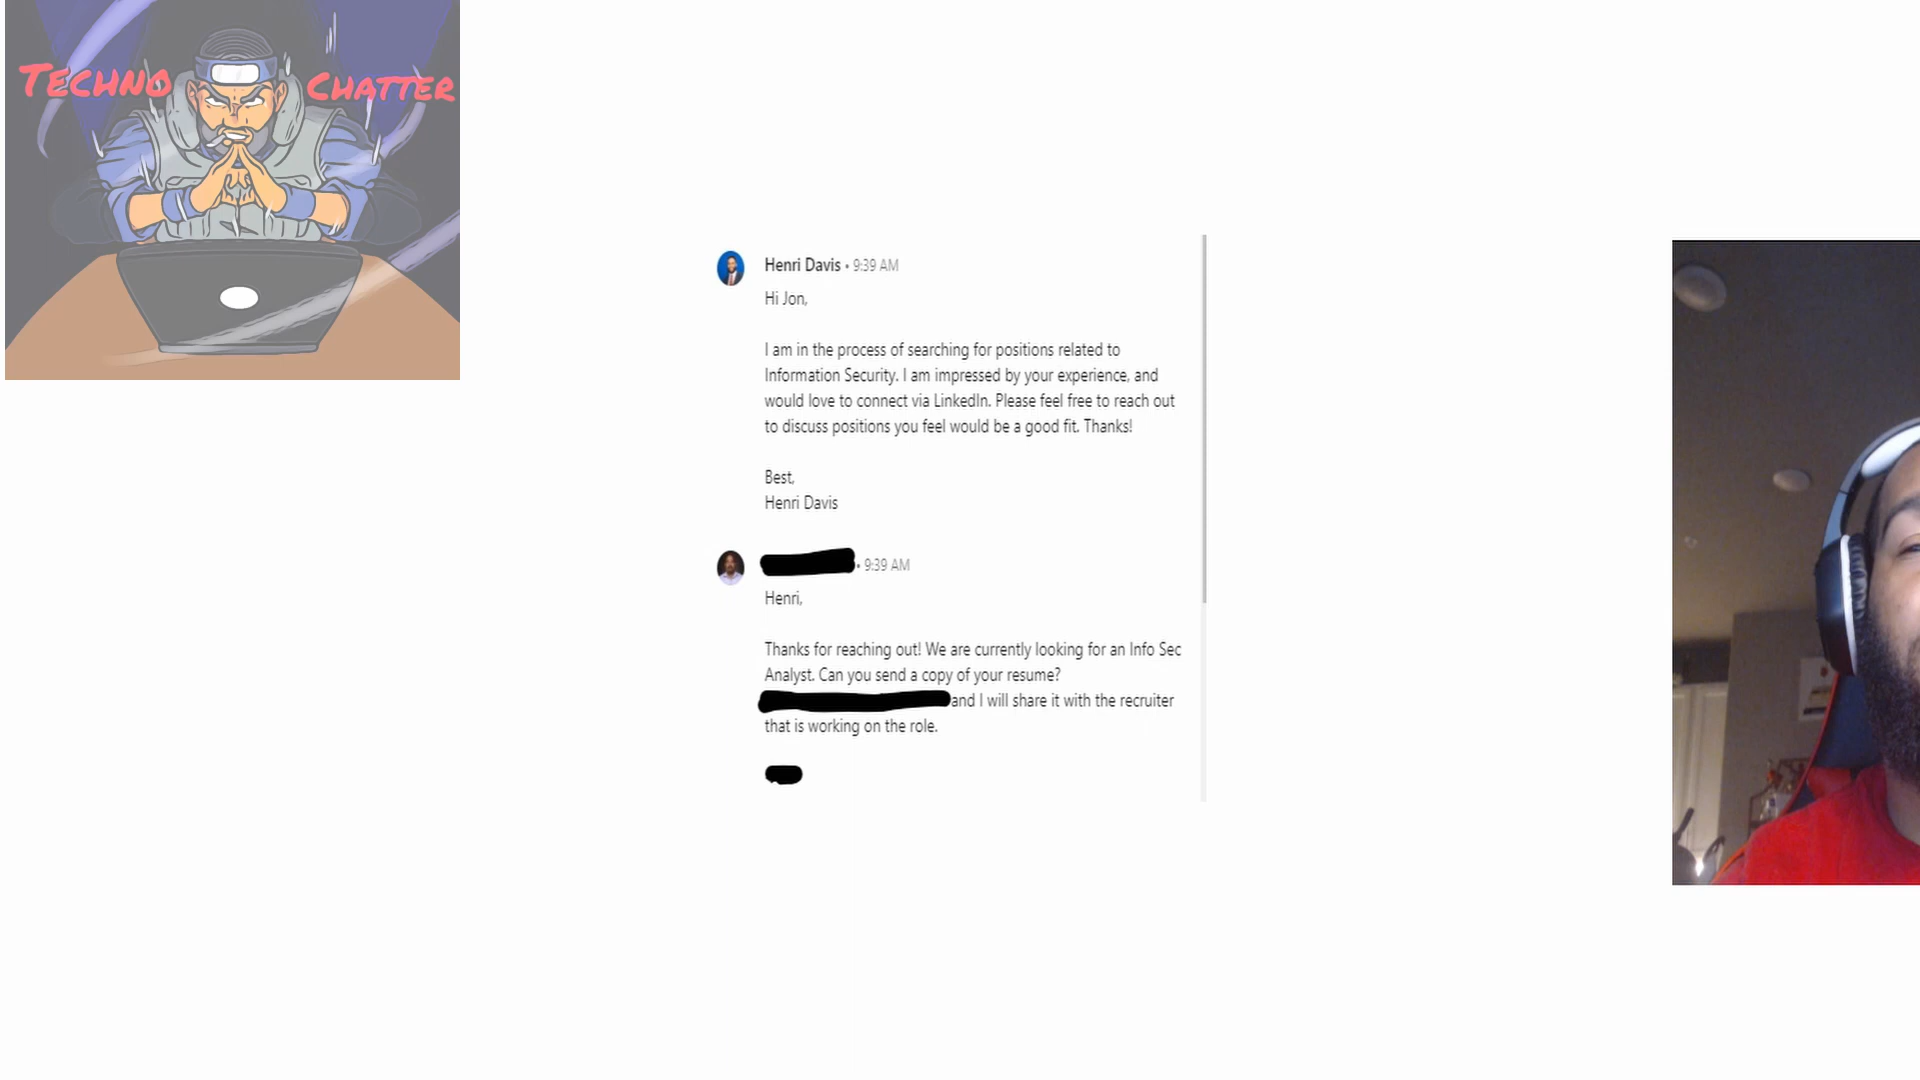 TECHNO CHATTER
Henri Davis • 9:39 AM
Hi Jon,
I am in the process of searching for positions related to
Information Security. I am impressed by your experience, and
would love to connect via LinkedIn. Please feel free to reach out
to discuss positions you feel would be a good fit. Thanks!
Best,
Henri Davis
• 9:39 AM
Henri,
Thanks for reaching out! We are currently looking for an Info Sec
Analyst. Can you send a copy of your resume?
and I will share it with the recruiter
that is working on the role.